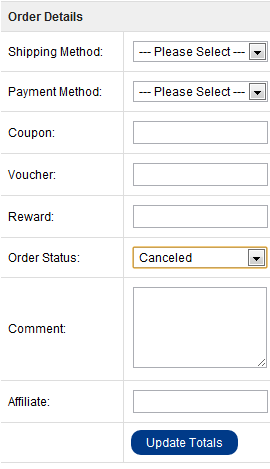 Order Details
Shipping Method: --- Please Select ---
Payment Method: --- Please Select ---
Coupon:
Voucher:
Reward:
Order Status: Canceled
Comment:
Affiliate:
Update Totals